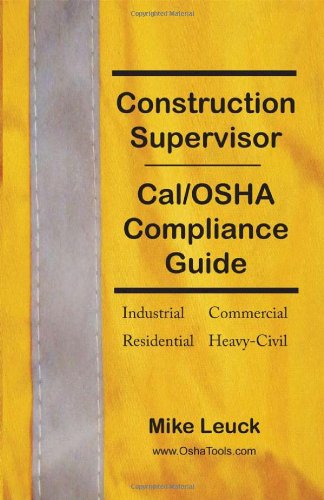 Construction
Supervisor
Cal/OSHA
Compliance
Guide
Industrial Commercial
Residential Heavy-Civil
Mike Leuck
www.OshaTools.com